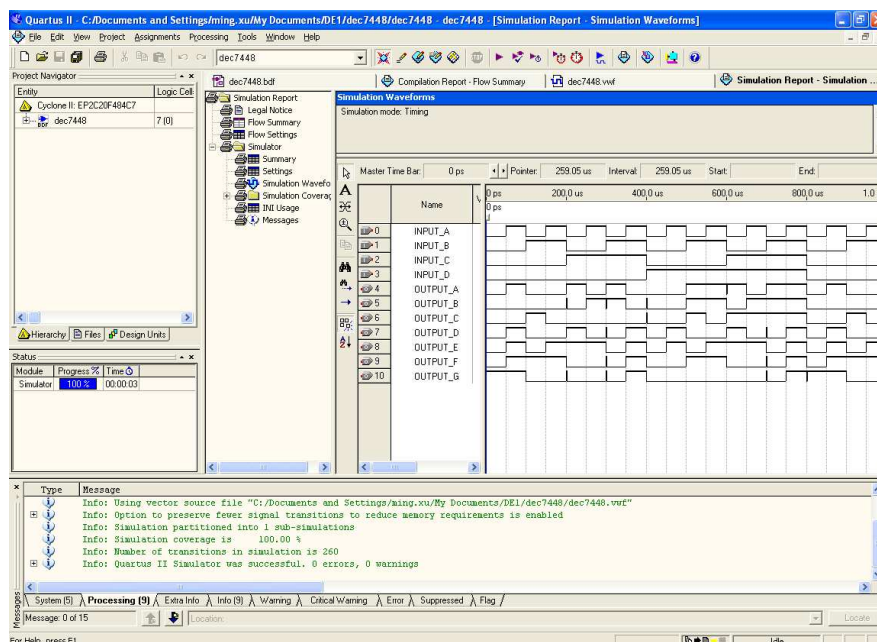 Quartus II - C:/Documents and Settings/ming.xu/My Documents/DE1/dec7448/dec7448 - dec7448 - [Simulation Report - Simulation Waveforms]
File Edit View Project Assignments Processing Tools Window Help
dec7448
Project Navigator
Entity Logic Cell
Cyclone II: EP2C20F484C7
dec7448 7 (0)
Hierarchy Files Design Units
Status
Module Progress % Time
Simulator 100 % 00:00:03
dec7448.bdf
Compilation Report - Flow Summary
dec7448.vwf
Simulation Report - Simulation ...
Simulation Report
Legal Notice
Flow Summary
Flow Settings
Simulator
Summary
Settings
Simulation Wavefo
Simulation Coverag
INI Usage
Messages
Simulation Waveforms
Simulation mode: Timing
Master Time Bar: 0 ps Pointer: 259.05 us Interval: 259.05 us Start: End:
Name
0 ps 200.0 us 400.0 us 600.0 us 800.0 us 1.0
0 ps
0 INPUT_A
1 INPUT_B
2 INPUT_C
3 INPUT_D
4 OUTPUT_A
5 OUTPUT_B
6 OUTPUT_C
7 OUTPUT_D
8 OUTPUT_E
9 OUTPUT_F
10 OUTPUT_G
Type Message
Info: Using vector source file "C:/Documents and Settings/ming.xu/My Documents/DE1/dec7448/dec7448.vwf"
Info: Option to preserve fewer signal transitions to reduce memory requirements is enabled
Info: Simulation partitioned into 1 sub-simulations
Info: Simulation coverage is 100.00 %
Info: Number of transitions in simulation is 260
Info: Quartus II Simulator was successful. 0 errors, 0 warnings
System (5) Processing (9) Extra Info Info (9) Warning Critical Warning Error Suppressed Flag
Messages
Message: 0 of 15 Location: Locate
For Help, press F1 Idle